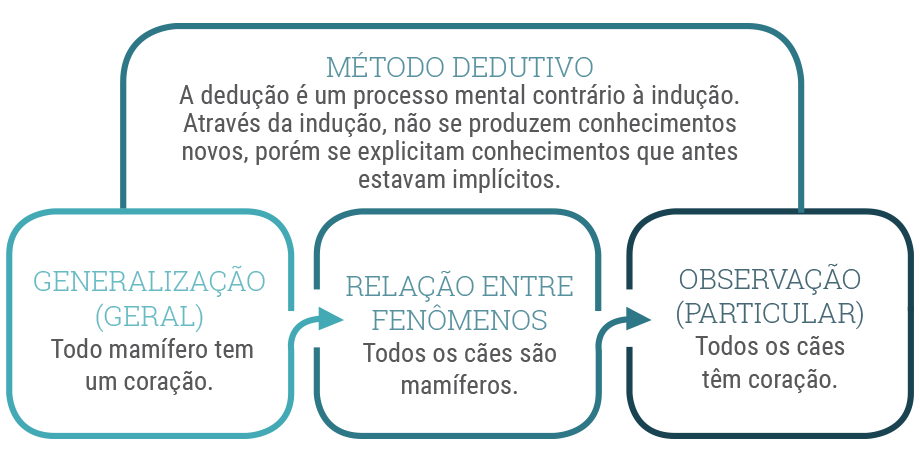 MÉTODO DEDUTIVO
A dedução é um processo mental contrário à indução.
Através da indução, não se produzem conhecimentos
novos, porém se explicitam conhecimentos que antes
estavam implícitos.
GENERALIZAÇÃO
(GERAL)
Todo mamífero tem
um coração.
RELAÇÃO ENTRE
FENÔMENOS
Todos os cães são
mamíferos.
OBSERVAÇÃO
(PARTICULAR)
Todos os cães
têm coração.